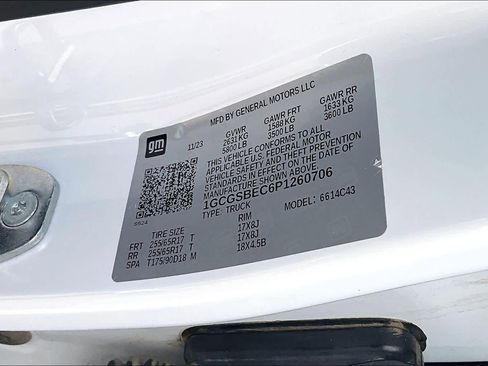 gm
MFD BY GENERAL MOTORS LLC
11/23 GVWR GAWR FRT GAWR RR
2631 KG 1588 KG 1633 KG
5800 LB 3500 LB 3600 LB
THIS VEHICLE CONFORMS TO ALL
APPLICABLE U.S. FEDERAL MOTOR
VEHICLE SAFETY AND THEFT PREVENTION
STANDARDS IN EFFECT ON THE DATE OF
MANUFACTURE SHOWN ABOVE.
1GCGSBEC6P1260706
TYPE: TRUCK MODEL: 6614C43
S524
TIRE SIZE RIM
FRT 255/65R17 T 17X8J
RR 255/65R17 T 17X8J
SPA T175/90D18 M 18X4.5B